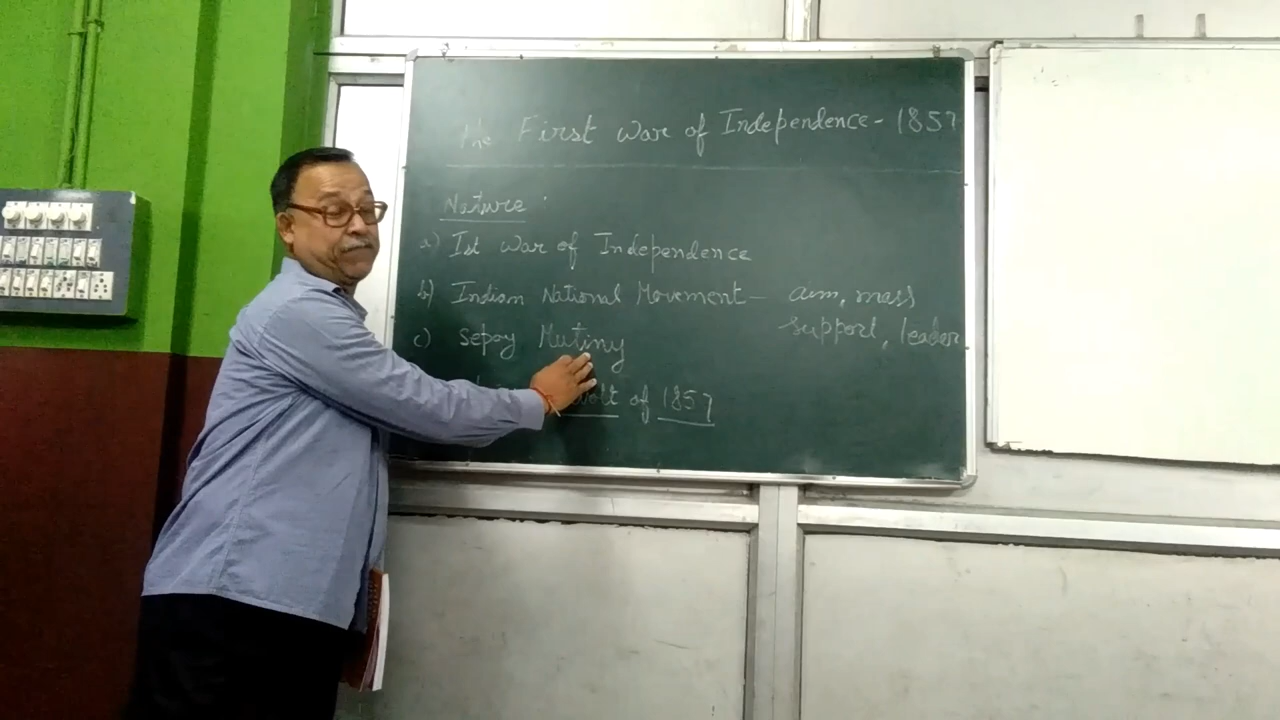 The First War of Independence - 1857
Nature
a) Ist War of Independence
b) Indian National Movement - aim, mass
support, leader
c) Sepoy Mutiny
of 1857